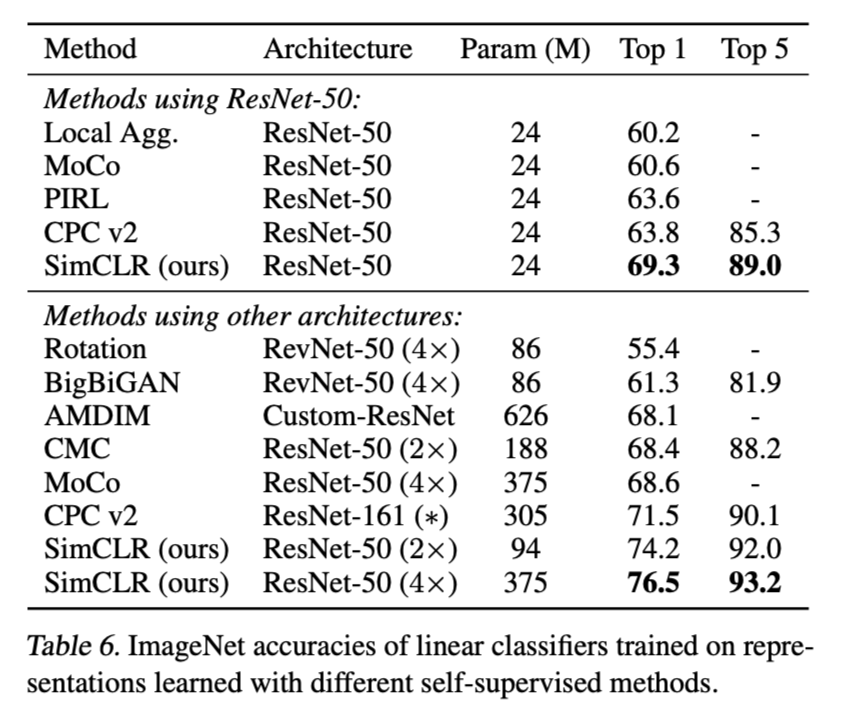 Method Architecture Param (M) Top 1 Top 5
Methods using ResNet-50:
Local Agg. ResNet-50 24 60.2 -
MoCo ResNet-50 24 60.6 -
PIRL ResNet-50 24 63.6 -
CPC v2 ResNet-50 24 63.8 85.3
SimCLR (ours) ResNet-50 24 69.3 89.0
Methods using other architectures:
Rotation RevNet-50 (4×) 86 55.4 -
BigBiGAN RevNet-50 (4×) 86 61.3 81.9
AMDIM Custom-ResNet 626 68.1 -
CMC ResNet-50 (2×) 188 68.4 88.2
MoCo ResNet-50 (4×) 375 68.6 -
CPC v2 ResNet-161 (∗) 305 71.5 90.1
SimCLR (ours) ResNet-50 (2×) 94 74.2 92.0
SimCLR (ours) ResNet-50 (4×) 375 76.5 93.2
Table 6. ImageNet accuracies of linear classifiers trained on repre-
sentations learned with different self-supervised methods.